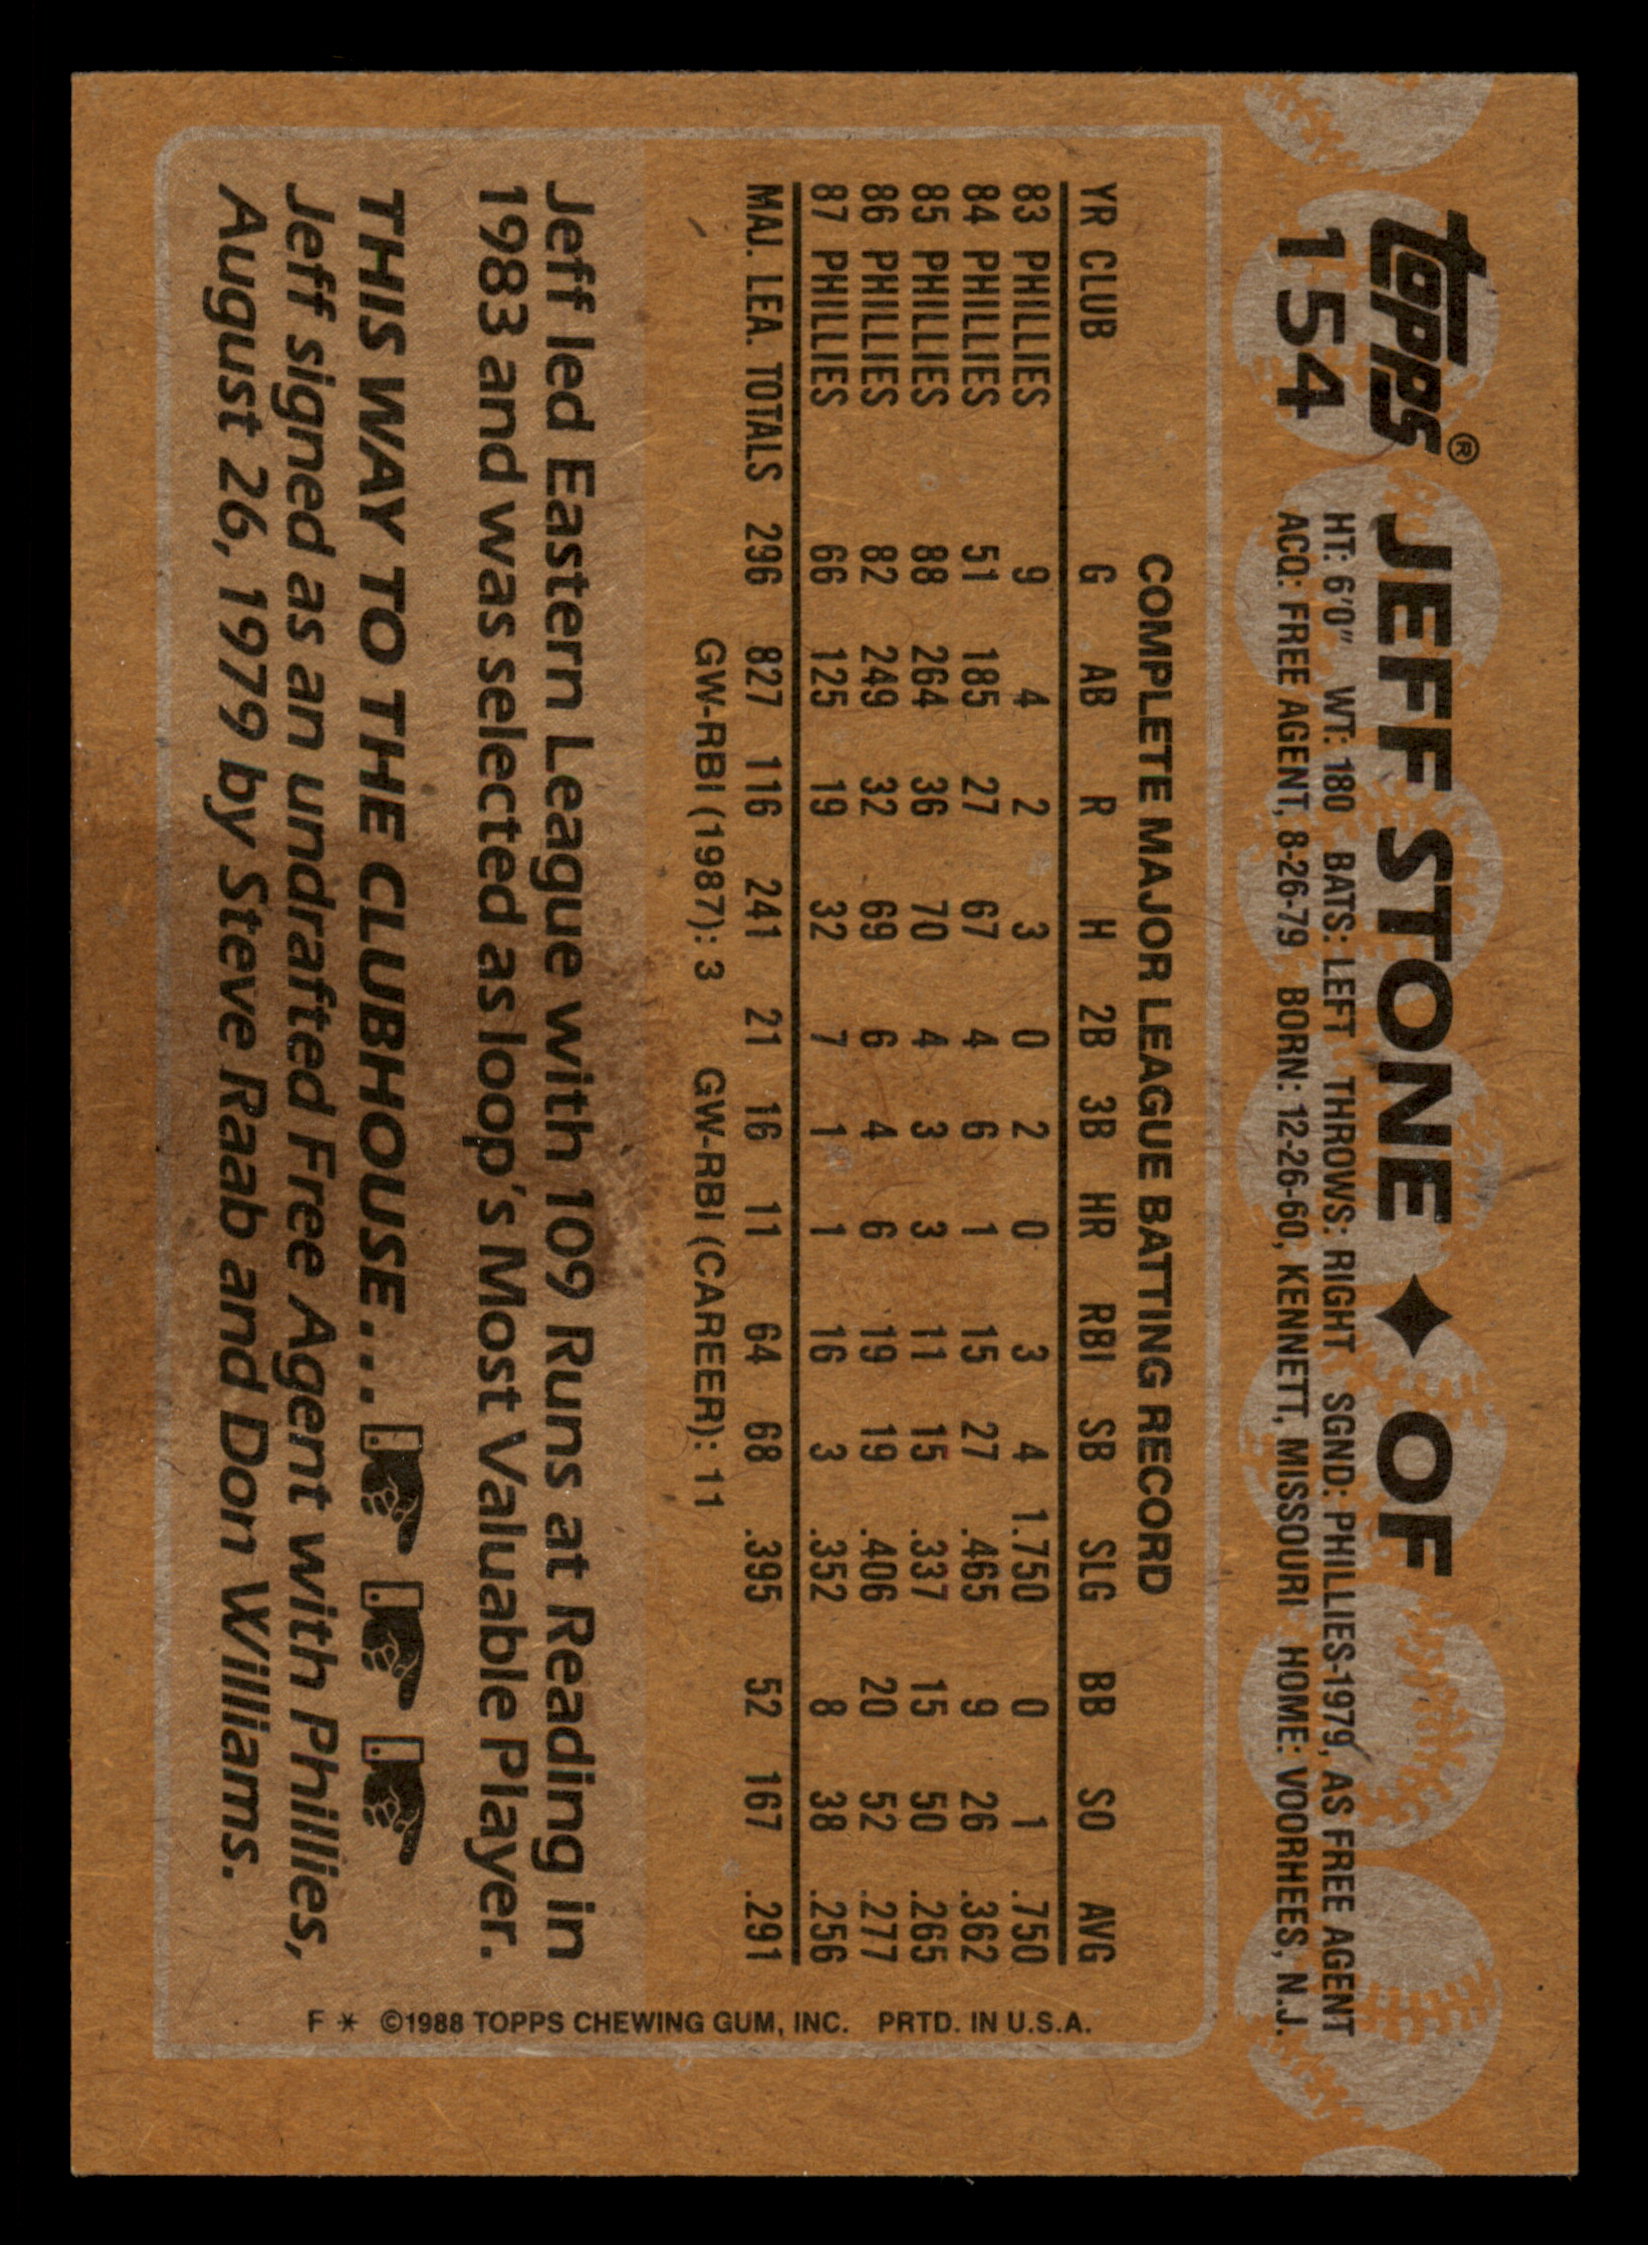 topps®
154
JEFF STONE ✦ OF
HT: 6'0" WT: 180 BATS: LEFT THROWS: RIGHT SGND: PHILLIES-1979, AS FREE AGENT
ACQ: FREE AGENT, 8-26-79 BORN: 12-26-60, KENNETT, MISSOURI HOME: VOORHEES, N.J.
COMPLETE MAJOR LEAGUE BATTING RECORD
YR CLUB G AB R H 2B 3B HR RBI SB SLG BB SO AVG
83 PHILLIES 9 4 2 3 0 2 0 3 4 1.750 0 1 .750
84 PHILLIES 51 185 27 67 4 6 1 15 27 .465 9 26 .362
85 PHILLIES 88 264 36 70 4 3 3 11 15 .337 15 50 .265
86 PHILLIES 82 249 32 69 6 4 6 19 19 .406 20 52 .277
87 PHILLIES 66 125 19 32 7 1 1 16 3 .352 8 38 .256
MAJ. LEA. TOTALS 296 827 116 241 21 16 11 64 68 .395 52 167 .291
GW-RBI (1987): 3 GW-RBI (CAREER): 11
Jeff led Eastern League with 109 Runs at Reading in
1983 and was selected as loop's Most Valuable Player.
THIS WAY TO THE CLUBHOUSE...
Jeff signed as an undrafted Free Agent with Phillies,
August 26, 1979 by Steve Raab and Don Williams.
F * ©1988 TOPPS CHEWING GUM, INC. PRTD. IN U.S.A.